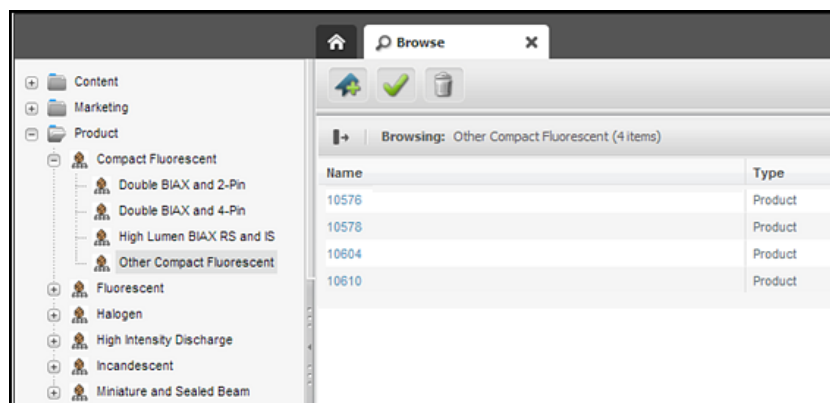 Browse
Content
Marketing
Product
Compact Fluorescent
Double BIAX and 2-Pin
Double BIAX and 4-Pin
High Lumen BIAX RS and IS
Other Compact Fluorescent
Fluorescent
Halogen
High Intensity Discharge
Incandescent
Miniature and Sealed Beam
Browsing: Other Compact Fluorescent (4 items)
Name Type
10576 Product
10578 Product
10604 Product
10610 Product